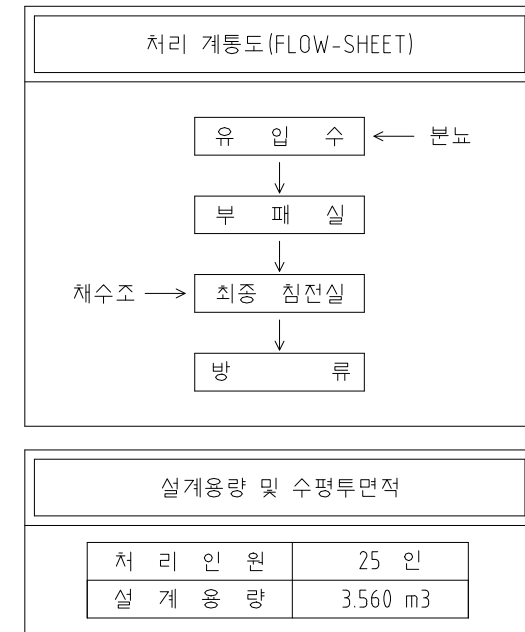 처리 계통도(FLOW-SHEET)
유 입 수
분뇨
부 패 실
채수조
최종 침전실
방 류
설계용량 및 수평투면적
처 리 인 원 25 인
설 계 용 량 3.560 m3